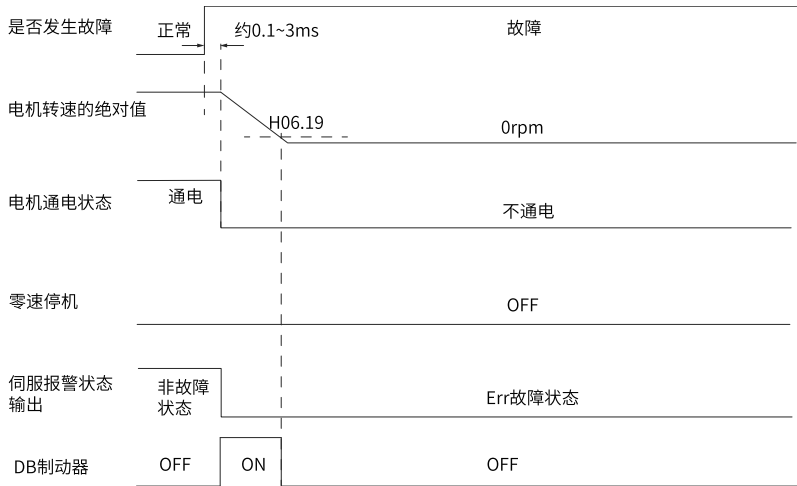 是否发生故障
正常
约0.1~3ms
故障
电机转速的绝对值
H06.19
0rpm
电机通电状态
通电
不通电
零速停机
OFF
伺服报警状态
输出
非故障
状态
Err故障状态
DB制动器
OFF
ON
OFF